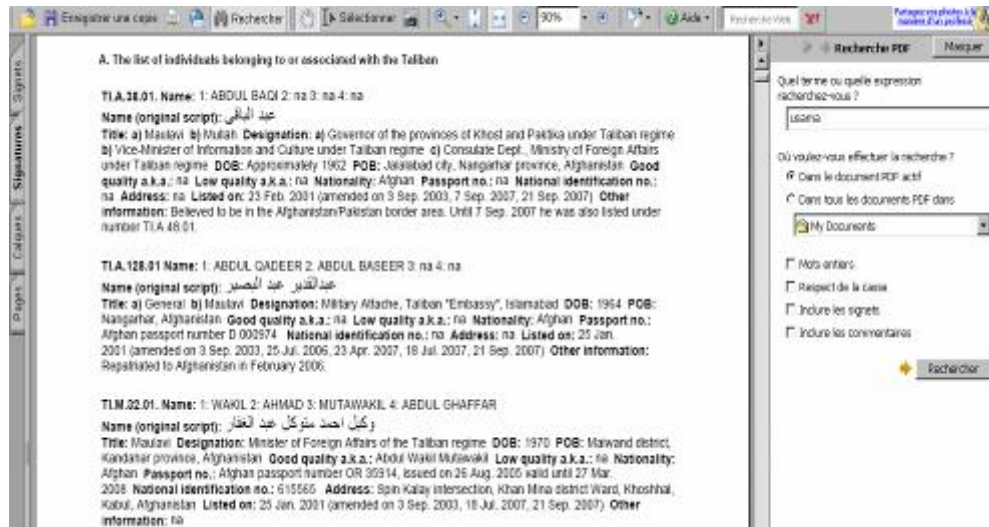 Enregistrer une copie
Rechercher
Sélectionner
90%
Aide
Recherche Web
Y!
Signets
Signatures
Calques
Pages
A. The list of individuals belonging to or associated with the Taliban
TI.A.38.01. Name: 1: ABDUL BAQI 2: na 3: na 4: na
Name (original script): عبد الباقي
Title: a) Maulavi b) Mullah Designation: a) Governor of the provinces of Khost and Paktika under Taliban regime
b) Vice-Minister of Information and Culture under Taliban regime c) Consulate Dept., Ministry of Foreign Affairs
under Taliban regime DOB: Approximately 1962 POB: Jalalabad city, Nangarhar province, Afghanistan Good
quality a.k.a.: na Low quality a.k.a.: na Nationality: Afghan Passport no.: na National identification no.:
na Address: na Listed on: 23 Feb. 2001 (amended on 3 Sep. 2003, 7 Sep. 2007, 21 Sep. 2007) Other
information: Believed to be in the Afghanistan/Pakistan border area. Until 7 Sep. 2007 he was also listed under
number TI.A.48.01.
TI.A.128.01 Name: 1: ABDUL QADEER 2: ABDUL BASEER 3: na 4: na
Name (original script): عبدالقدير عبد البصير
Title: a) General b) Maulavi Designation: Military Attache, Taliban "Embassy", Islamabad DOB: 1964 POB:
Nangarhar, Afghanistan Good quality a.k.a.: na Low quality a.k.a.: na Nationality: Afghan Passport no.:
Afghan passport number D 000974 National identification no.: na Address: na Listed on: 25 Jan.
2001 (amended on 3 Sep. 2003, 25 Jul. 2006, 23 Apr. 2007, 18 Jul. 2007, 21 Sep. 2007) Other information:
Repatriated to Afghanistan in February 2006.
TI.M.32.01. Name: 1: WAKIL 2: AHMAD 3: MUTAWAKIL 4: ABDUL GHAFFAR
Name (original script): وكيل احمد متوكل عبد الغفار
Title: Maulavi Designation: Minister of Foreign Affairs of the Taliban regime DOB: 1970 POB: Maiwand district,
Kandahar province, Afghanistan Good quality a.k.a.: Abdul Wakil Mutawakil Low quality a.k.a.: na Nationality:
Afghan Passport no.: Afghan passport number OR 35914, issued on 26 Aug. 2005 valid until 27 Mar.
2008 National identification no.: 615565 Address: Spin Kalay intersection, Khan Mina district Ward, Khoshhal,
Kabul, Afghanistan Listed on: 25 Jan. 2001 (amended on 3 Sep. 2003, 18 Jul. 2007, 21 Sep. 2007) Other
information: na
Recherche PDF
Masquer
Quel terme ou quelle expression
recherchez-vous ?
usama
Où voulez-vous effectuer la recherche ?
Dans le document PDF actif
Dans tous les documents PDF dans
My Documents
Mots entiers
Respect de la casse
Inclure les signets
Inclure les commentaires
Rechercher